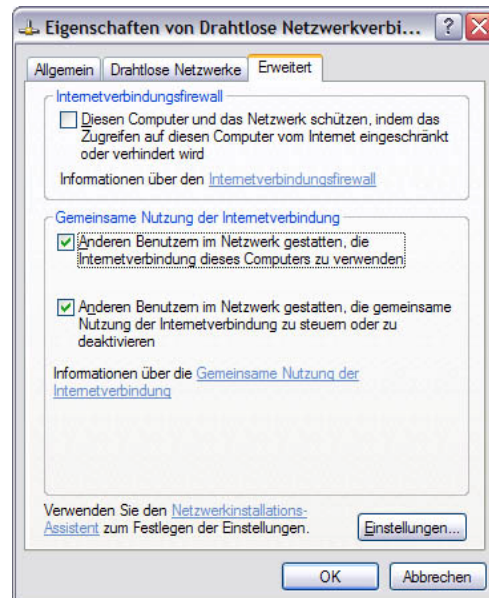 Eigenschaften von Drahtlose Netzwerkverbi...
Allgemein Drahtlose Netzwerke Erweitert
Internetverbindungsfirewall
Diesen Computer und das Netzwerk schützen, indem das
Zugreifen auf diesen Computer vom Internet eingeschränkt
oder verhindert wird
Informationen über den Internetverbindungsfirewall
Gemeinsame Nutzung der Internetverbindung
Anderen Benutzern im Netzwerk gestatten, die
Internetverbindung dieses Computers zu verwenden
Anderen Benutzern im Netzwerk gestatten, die gemeinsame
Nutzung der Internetverbindung zu steuern oder zu
deaktivieren
Informationen über die Gemeinsame Nutzung der
Internetverbindung
Verwenden Sie den Netzwerkinstallations-
Assistent zum Festlegen der Einstellungen.
Einstellungen...
OK Abbrechen